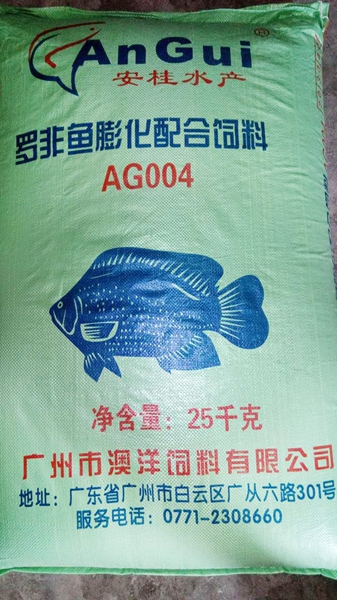 AnGui®
安桂水产
罗非鱼膨化配合饲料
AG004
净含量：25千克
广州市澳洋饲料有限公司
地址：广东省广州市白云区广从六路301号
服务电话：0771-2308660